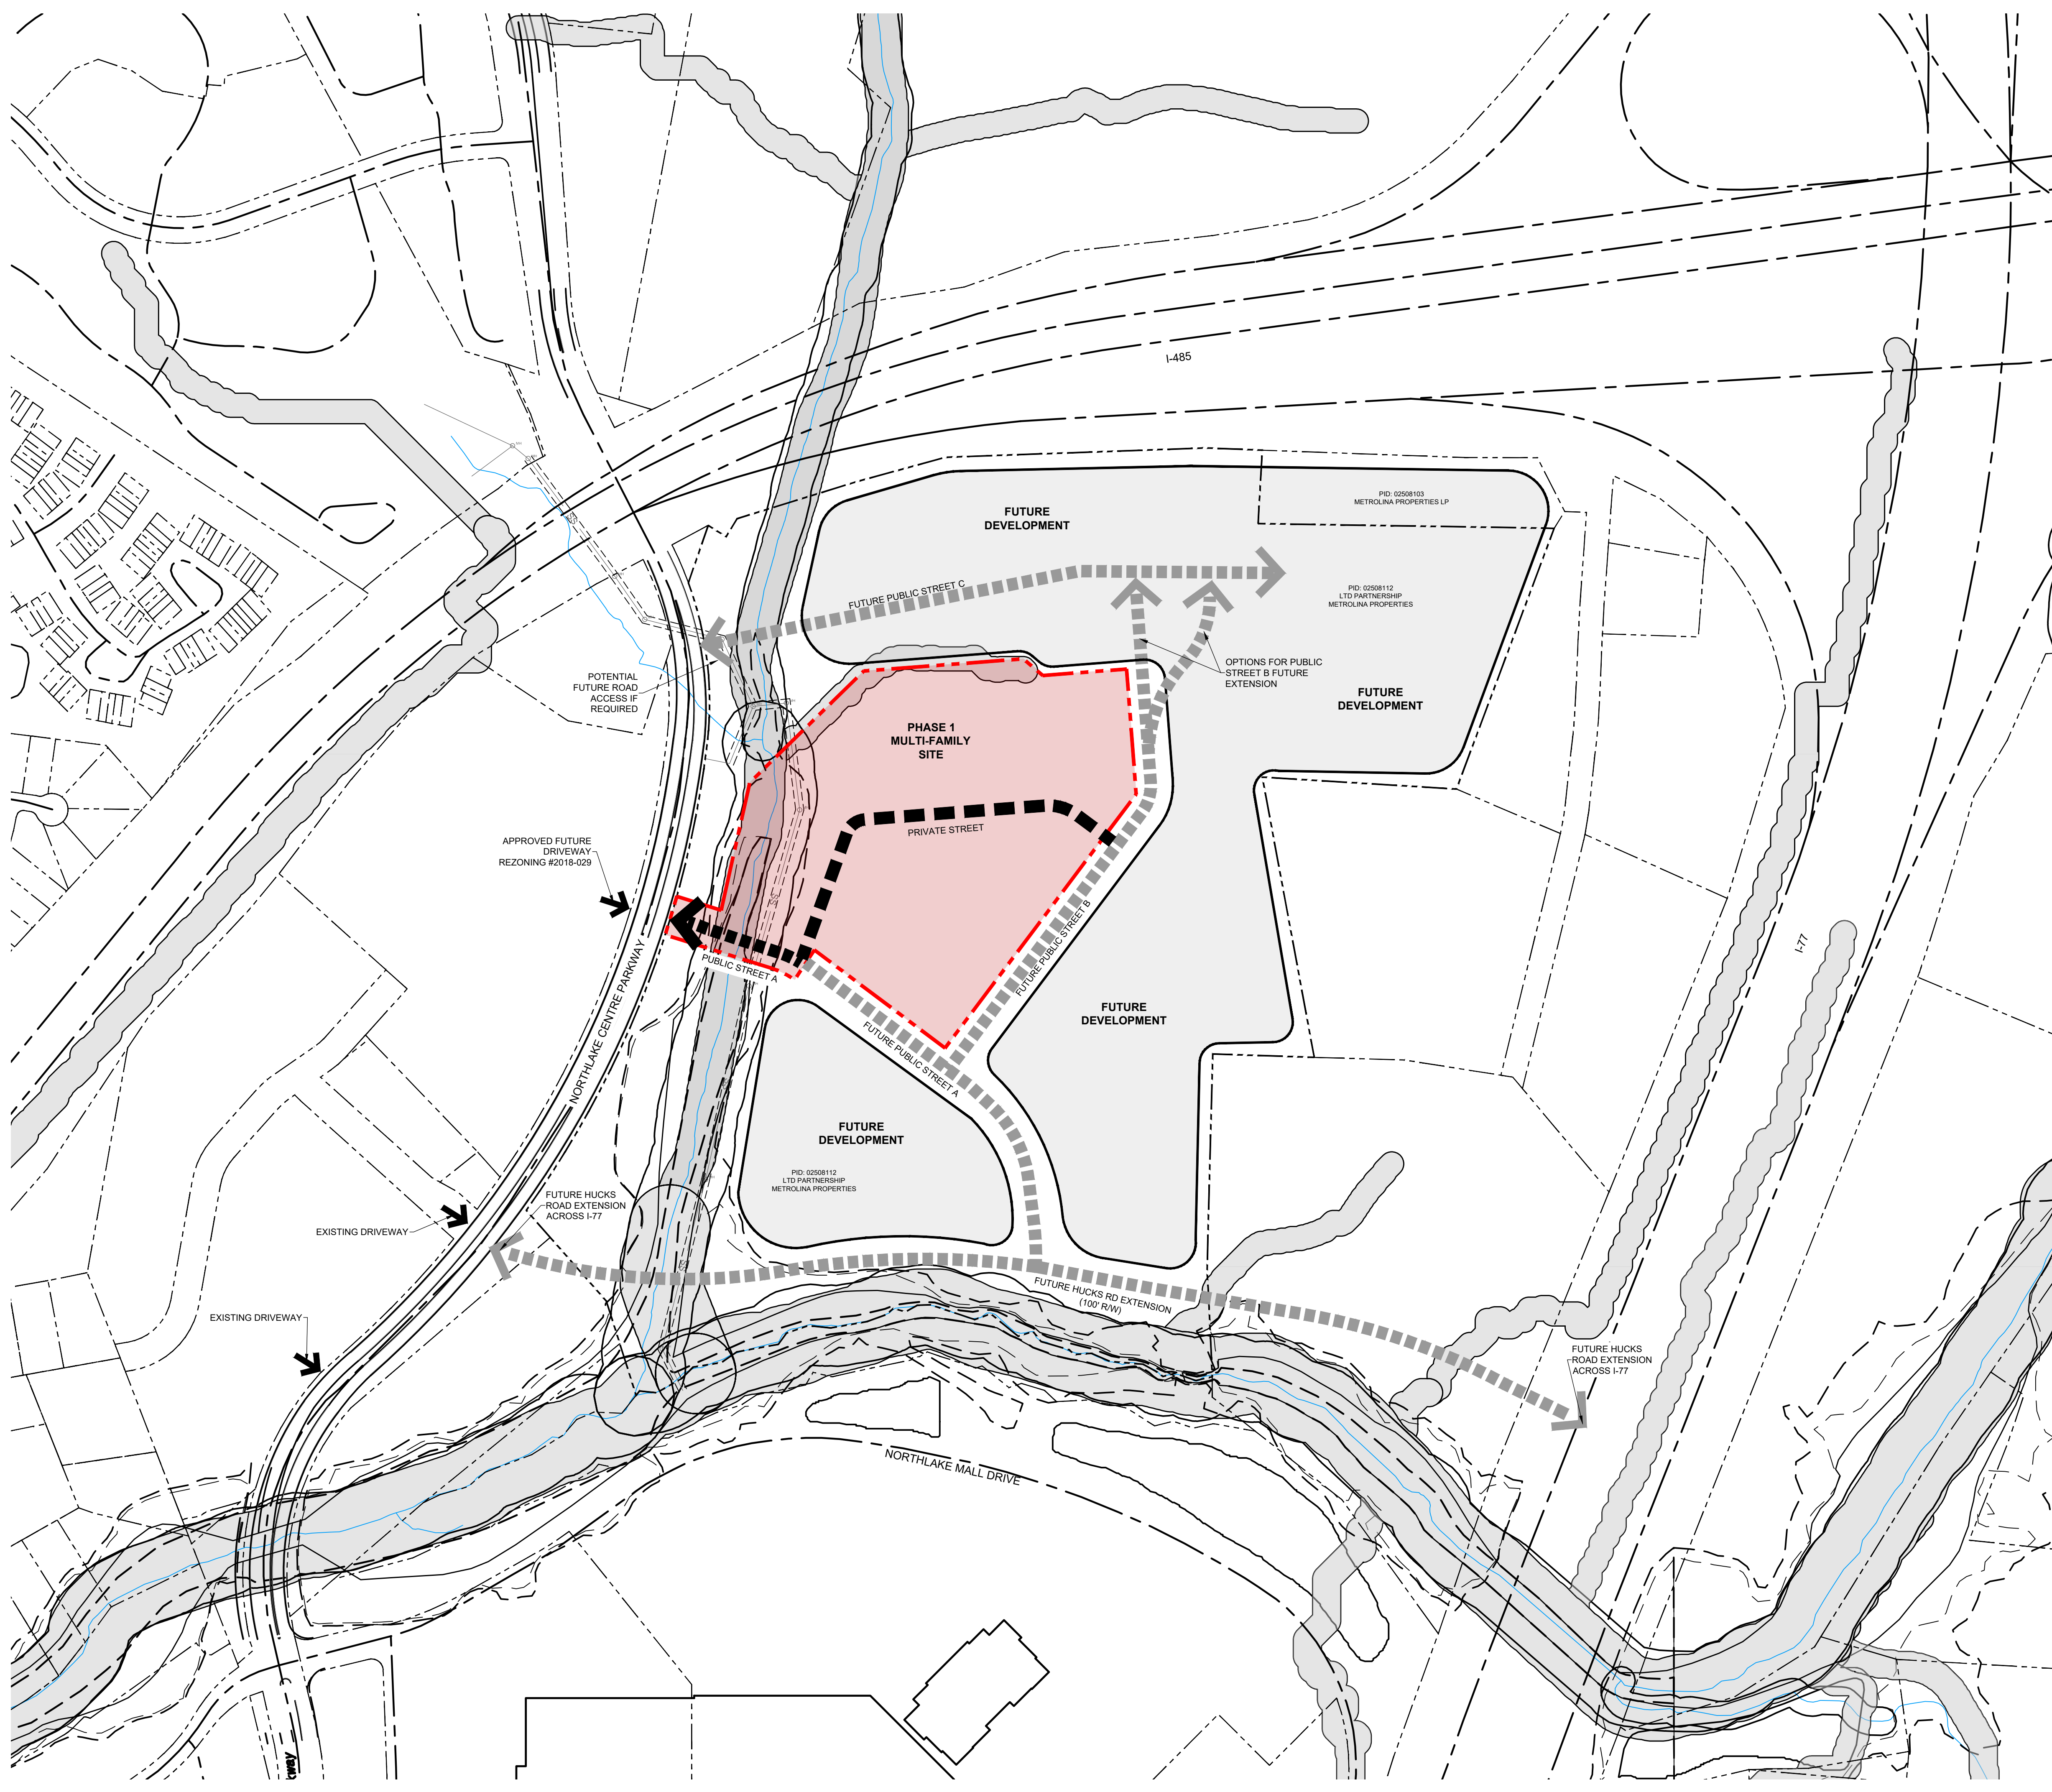 I-485
FUTURE
DEVELOPMENT
PID: 02508103
METROLINA PROPERTIES LP
FUTURE PUBLIC STREET C
PID: 02508112
LTD PARTNERSHIP
METROLINA PROPERTIES
POTENTIAL
FUTURE ROAD
ACCESS IF
REQUIRED
OPTIONS FOR PUBLIC
STREET B FUTURE
EXTENSION
FUTURE
DEVELOPMENT
PHASE 1
MULTI-FAMILY
SITE
PRIVATE STREET
APPROVED FUTURE
DRIVEWAY
REZONING #2018-029
NORTHLAKE CENTRE PARKWAY
PUBLIC STREET A
FUTURE PUBLIC STREET B
I-77
FUTURE PUBLIC STREET A
FUTURE
DEVELOPMENT
FUTURE
DEVELOPMENT
PID: 02508112
LTD PARTNERSHIP
METROLINA PROPERTIES
FUTURE HUCKS
ROAD EXTENSION
ACROSS I-77
EXISTING DRIVEWAY
EXISTING DRIVEWAY
FUTURE HUCKS RD EXTENSION
(100' R/W)
FUTURE HUCKS
ROAD EXTENSION
ACROSS I-77
NORTHLAKE MALL DRIVE
kway